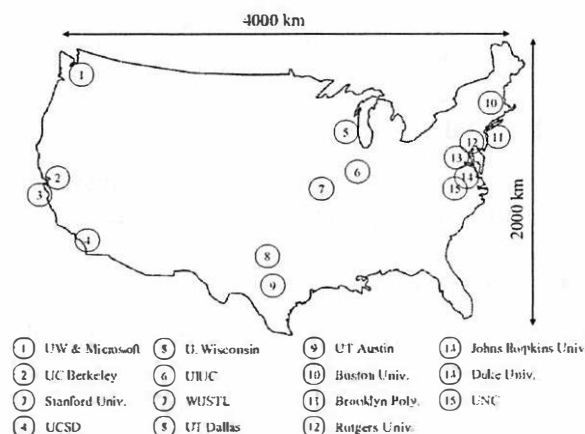 4000 km
1
10
5
12
11
13
6
2
14
7
3
15
2000 km
4
8
9
1 UW & Microsoft 5 U. Wisconsin 9 UT Austin 13 Johns Hopkins Univ
2 UC Berkeley 6 UIUC 10 Boston Univ. 14 Duke Univ.
3 Stanford Univ. 7 WUSTL 11 Brooklyn Poly. 15 UNC
4 UCSD 8 UT Dallas 12 Rutgers Univ.